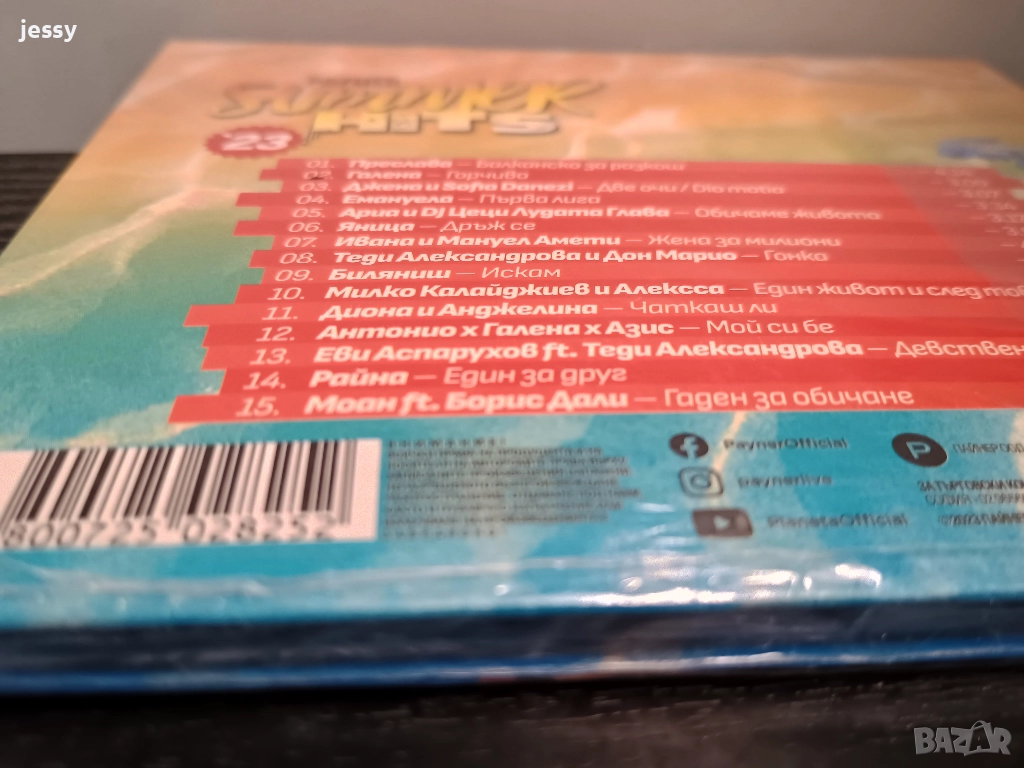 jessy
SUMMER
HITS
'23
01. Преслава — Балканско за разкош
02. Галена — Горчиво
03. Джена и Sofia Danezi — Две очи / Dio matia
04. Емануела — Първа лига
05. Ариа и DJ Цеци Лудата Глава — Обичаме живота
06. Яница — Дръж се
07. Ивана и Мануел Амети — Жена за милиони
08. Теди Александрова и Дон Марио — Гонка
09. Биляниш — Искам
10. Милко Калайджиев и Алексса — Един живот и след тов
11. Диона и Анджелина — Чаткаш ли
12. Антонио x Галена x Азис — Мой си бе
13. Еви Аспарухов ft. Теди Александрова — Девствен
14. Райна — Един за друг
15. Моан ft. Борис Дали — Гаден за обичане
800725 028252
PaynerOfficial
paynerlive
PlanetaOfficial
P
BAZAR